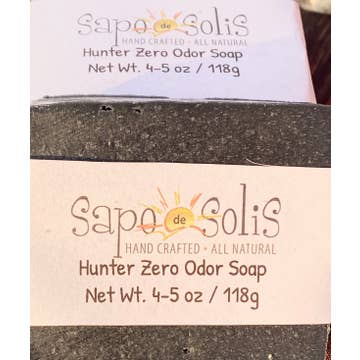 sapo de solis
HAND CRAFTED • ALL NATURAL
Hunter Zero Odor Soap
Net Wt. 4-5 oz / 118g
sapo de solis
HAND CRAFTED • ALL NATURAL
Hunter Zero Odor Soap
Net Wt. 4-5 oz / 118g